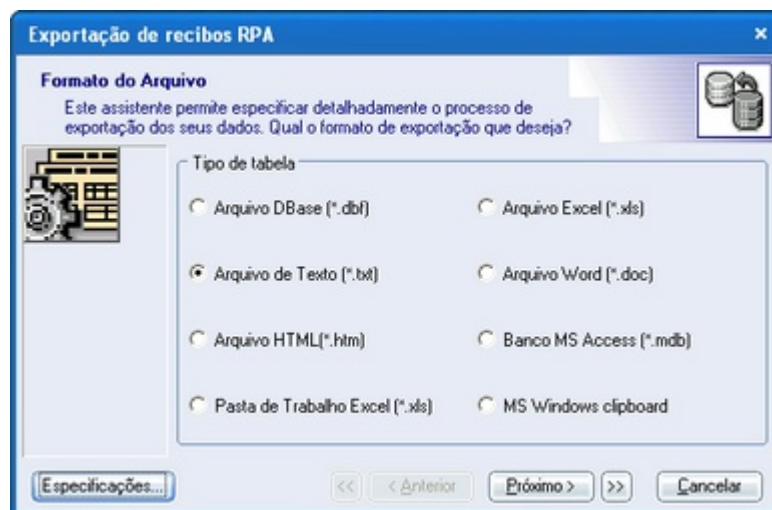 Exportação de recibos RPA
Formato do Arquivo
Este assistente permite especificar detalhadamente o processo de
exportação dos seus dados. Qual o formato de exportação que deseja?
Tipo de tabela
Arquivo DBase (*.dbf)
Arquivo Excel (*.xls)
Arquivo de Texto (*.txt)
Arquivo Word (*.doc)
Arquivo HTML(*.htm)
Banco MS Access (*.mdb)
Pasta de Trabalho Excel (*.xls)
MS Windows clipboard
Especificações... << < Anterior Próximo > >> Cancelar